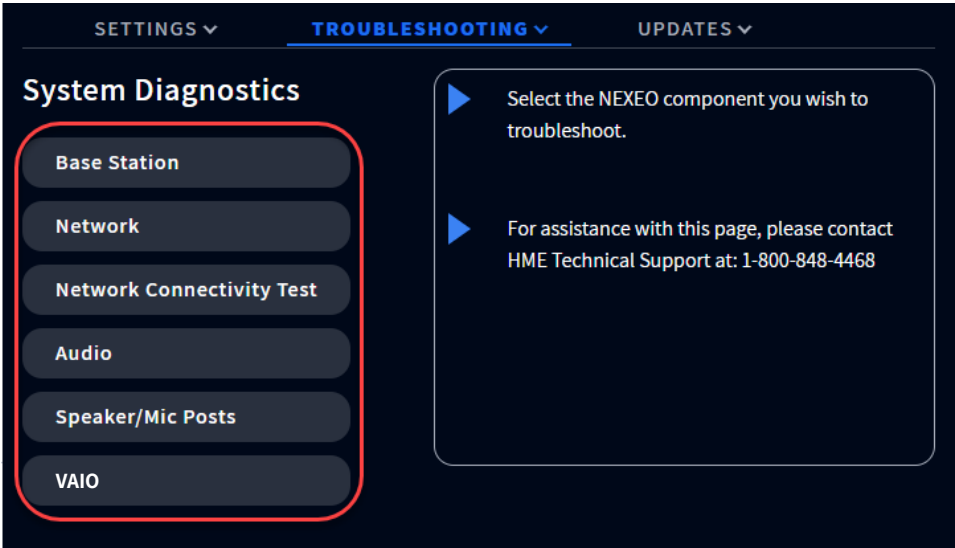 SETTINGS
TROUBLESHOOTING
UPDATES
System Diagnostics
Base Station
Network
Network Connectivity Test
Audio
Speaker/Mic Posts
VAIO
Select the NEXEO component you wish to
troubleshoot.
For assistance with this page, please contact
HME Technical Support at: 1-800-848-4468